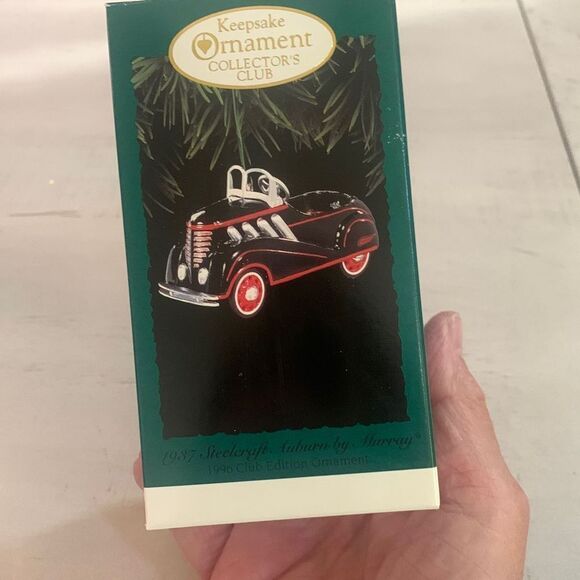 Keepsake
Ornament
COLLECTOR'S
CLUB
1937 Steelcraft Auburn by Murray®
1996 Club Edition Ornament